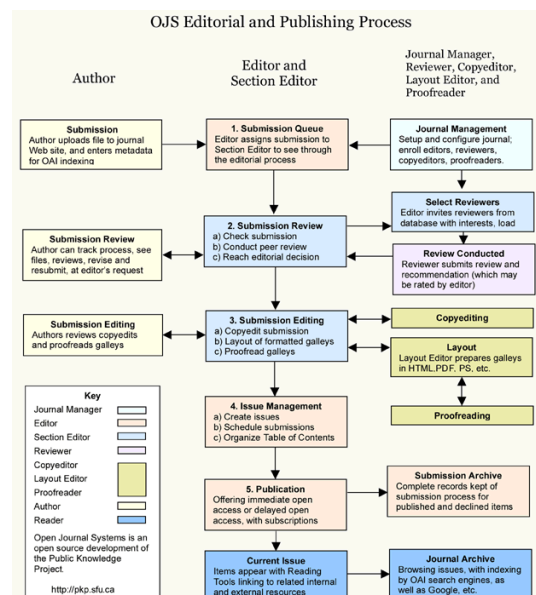 OJS Editorial and Publishing Process
Author
Editor and
Section Editor
Journal Manager,
Reviewer, Copyeditor,
Layout Editor, and
Proofreader
Submission
Author uploads file to journal
Web site, and enters metadata
for OAI indexing
1. Submission Queue
Editor assigns submission to
Section Editor to see through
the editorial process
Journal Management
Setup and configure journal;
enroll editors, reviewers,
copyeditors, proofreaders.
Select Reviewers
Editor invites reviewers from
database with interests, load
2. Submission Review
a) Check submission
b) Conduct peer review
c) Reach editorial decision
Submission Review
Author can track process, see
files, reviews, revise and
resubmit, at editor's request
Review Conducted
Reviewer submits review and
recommendation (which may
be rated by editor)
Submission Editing
Authors reviews copyedits
and proofreads galleys
3. Submission Editing
a) Copyedit submission
b) Layout of formatted galleys
c) Proofread galleys
Copyediting
Layout
Layout Editor prepares galleys
in HTML.PDF, PS, etc.
Proofreading
Key
Journal Manager
Editor
Section Editor
Reviewer
Copyeditor
Layout Editor
Proofreader
Author
Reader
Open Journal Systems is an
open source development of
the Public Knowledge
Project.
http://pkp.sfu.ca
4. Issue Management
a) Create issues
b) Schedule submissions
c) Organize Table of Contents
5. Publication
Offering immediate open
access or delayed open
access, with subscriptions
Submission Archive
Complete records kept of
submission process for
published and declined items
Current Issue
Items appear with Reading
Tools linking to related internal
and external resources
Journal Archive
Browsing issues, with indexing
by OAI search engines, as
well as Google, etc.